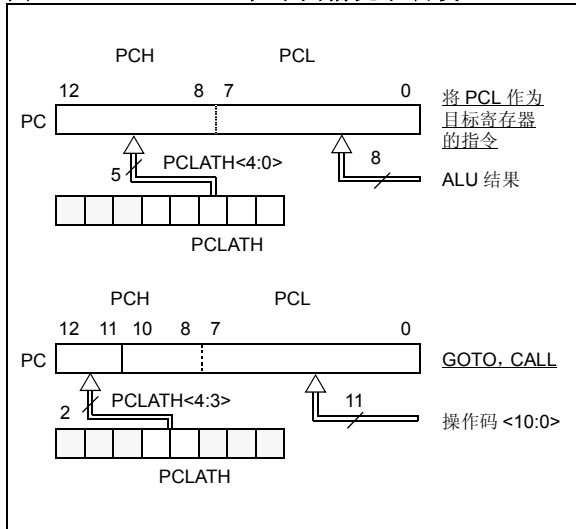 PCH PCL
12 8 7 0
PC
将 PCL 作为
目标寄存器
的指令
5 PCLATH<4:0> 8
ALU 结果
PCLATH
PCH PCL
12 11 10 8 7 0
PC GOTO，CALL
2 PCLATH<4:3> 11
操作码 <10:0>
PCLATH